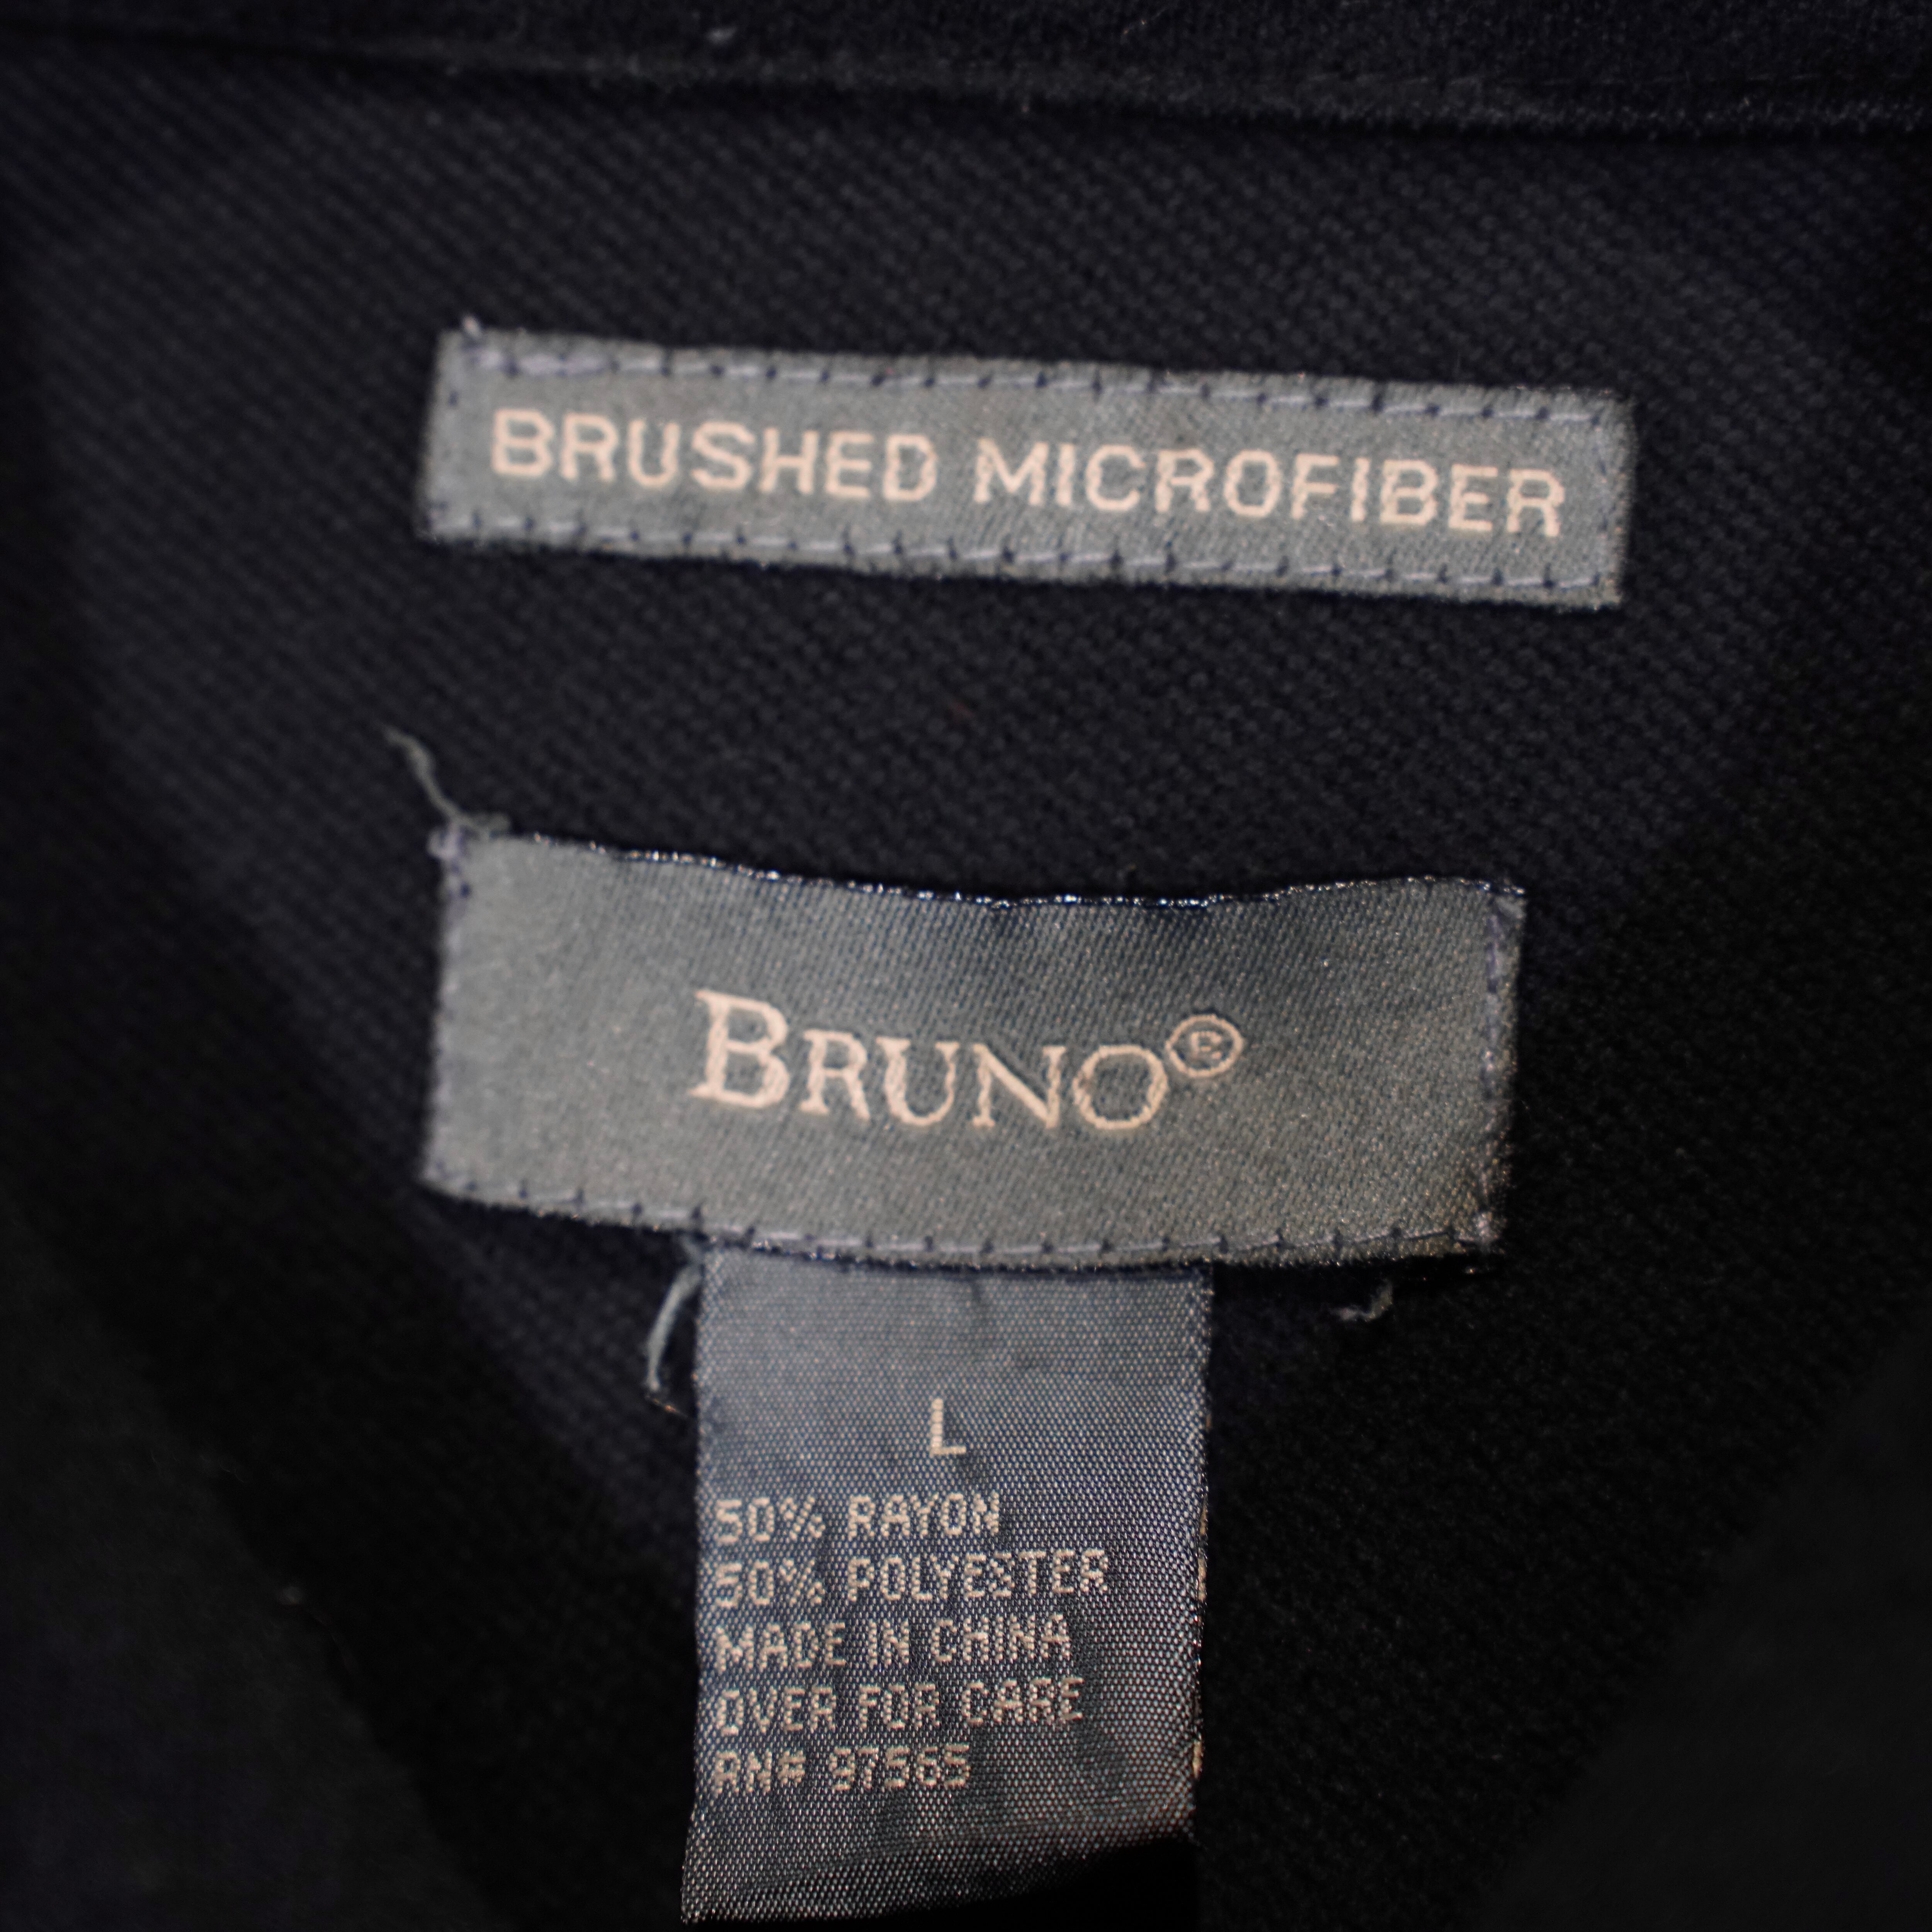 BRUSHED MICROFIBER
BRUNO®
L
50% RAYON
50% POLYESTER
MADE IN CHINA
OVER FOR CARE
RN# 97565